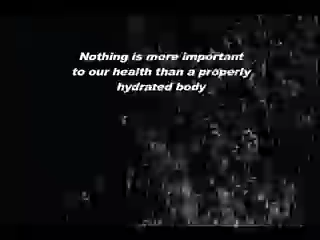 Nothing is more important
to our health than a properly
hydrated body